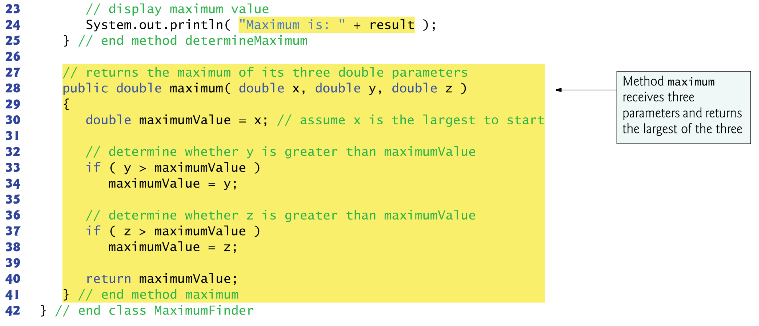 23 // display maximum value
24 System.out.println( "Maximum is: " + result );
25 } // end method determineMaximum
26
27 // returns the maximum of its three double parameters
28 public double maximum( double x, double y, double z )
29 {
30 double maximumValue = x; // assume x is the largest to start
31
32 // determine whether y is greater than maximumValue
33 if ( y > maximumValue )
34 maximumValue = y;
35
36 // determine whether z is greater than maximumValue
37 if ( z > maximumValue )
38 maximumValue = z;
39
40 return maximumValue;
41 } // end method maximum
42 } // end class MaximumFinder
Method maximum
receives three
parameters and returns
the largest of the three